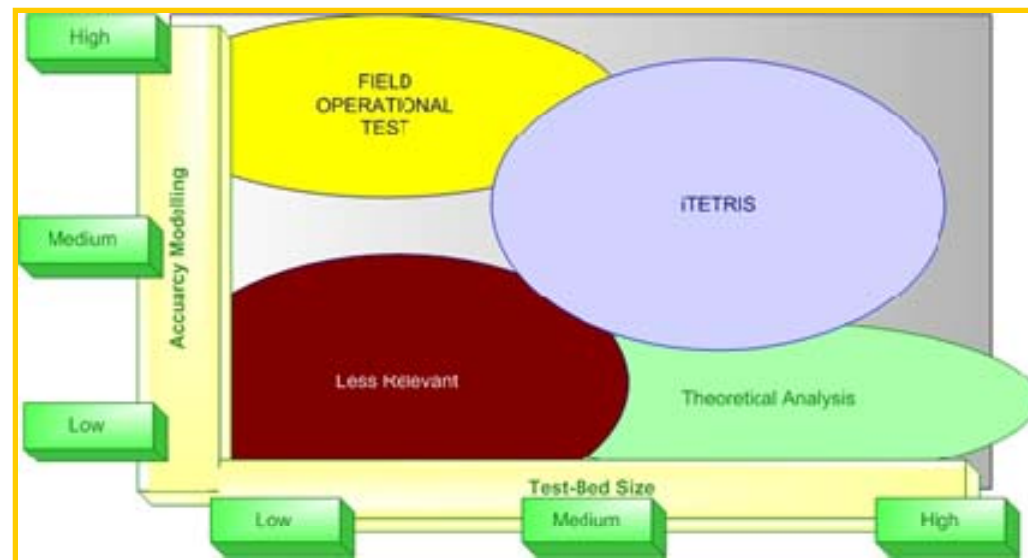 High
FIELD
OPERATIONAL
TEST
iTETRIS
Medium
Accuarcy Modelling
Less Relevant
Theoretical Analysis
Low
Test-Bed Size
Low
Medium
High